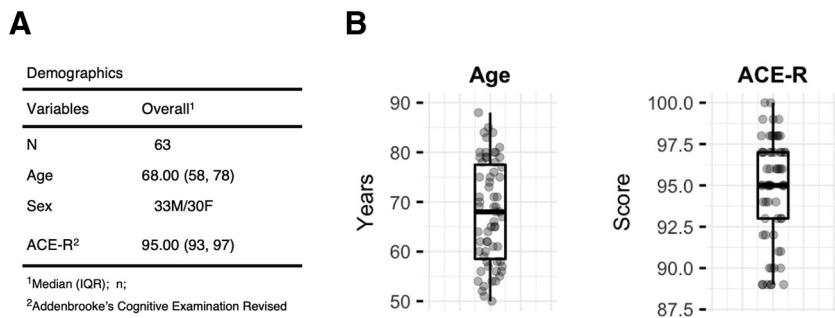 A
Demographics
Variables Overall¹
N 63
Age 68.00 (58, 78)
Sex 33M/30F
ACE-R² 95.00 (93, 97)
¹Median (IQR); n;
²Addenbrooke's Cognitive Examination Revised
B
Age
Years
90
80
70
60
50
ACE-R
Score
100.0
97.5
95.0
92.5
90.0
87.5